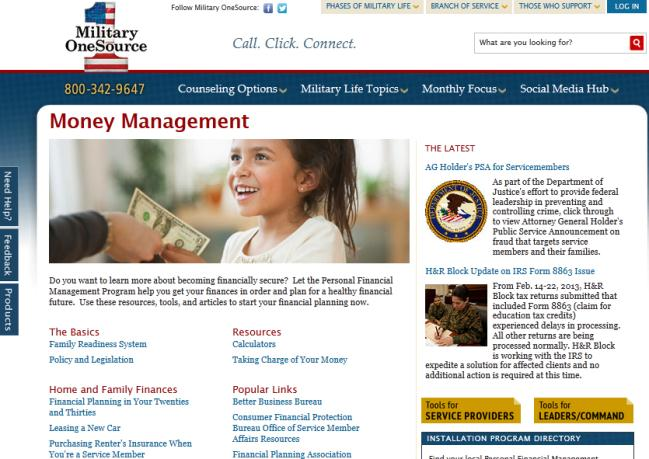 Follow Military OneSource:
PHASES OF MILITARY LIFE
BRANCH OF SERVICE
THOSE WHO SUPPORT
LOG IN
1
Military
OneSource
Call. Click. Connect.
What are you looking for?
800-342-9647
Counseling Options
Military Life Topics
Monthly Focus
Social Media Hub
Money Management
Need Help?
Feedback
Products
Do you want to learn more about becoming financially secure? Let the Personal Financial
Management Program help you get your finances in order and plan for a healthy financial
future. Use these resources, tools, and articles to start your financial planning now.
The Basics
Family Readiness System
Policy and Legislation
Resources
Calculators
Taking Charge of Your Money
Home and Family Finances
Financial Planning in Your Twenties
and Thirties
Leasing a New Car
Purchasing Renter's Insurance When
You're a Service Member
Popular Links
Better Business Bureau
Consumer Financial Protection
Bureau Office of Service Member
Affairs Resources
Financial Planning Association
THE LATEST
AG Holder's PSA for Servicemembers
As part of the Department of
Justice's effort to provide federal
leadership in preventing and
controlling crime, click through
to view Attorney General Holder's
Public Service Announcement on
fraud that targets service
members and their families.
H&R Block Update on IRS Form 8863 Issue
From Feb. 14-22, 2013, H&R
Block tax returns submitted that
included Form 8863 (claim for
education tax credits)
experienced delays in processing.
All other returns are being
processed normally. H&R Block
is working with the IRS to
expedite a solution for affected clients and no
additional action is required at this time.
Tools for
SERVICE PROVIDERS
Tools for
LEADERS/COMMAND
INSTALLATION PROGRAM DIRECTORY
Find your local Personal Financial Management